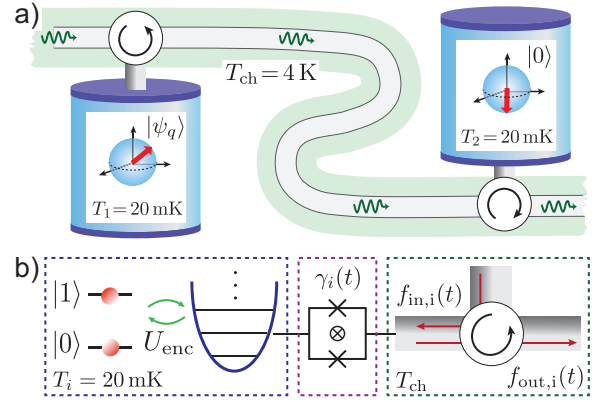 a)
|0⟩
T_ch = 4 K
|ψ_q⟩
T_2 = 20 mK
T_1 = 20 mK
b)
|1⟩
|0⟩
U_enc
T_i = 20 mK
γ_i(t)
f_in,i(t)
T_ch
f_out,i(t)